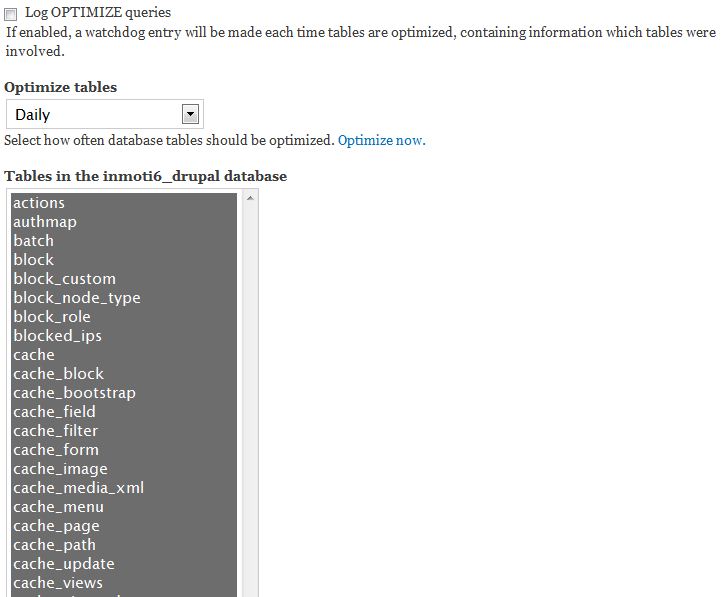 Log OPTIMIZE queries
If enabled, a watchdog entry will be made each time tables are optimized, containing information which tables were
involved.
Optimize tables
Daily
Select how often database tables should be optimized. Optimize now.
Tables in the inmoti6_drupal database
actions
authmap
batch
block
block_custom
block_node_type
block_role
blocked_ips
cache
cache_block
cache_bootstrap
cache_field
cache_filter
cache_form
cache_image
cache_media_xml
cache_menu
cache_page
cache_path
cache_update
cache_views